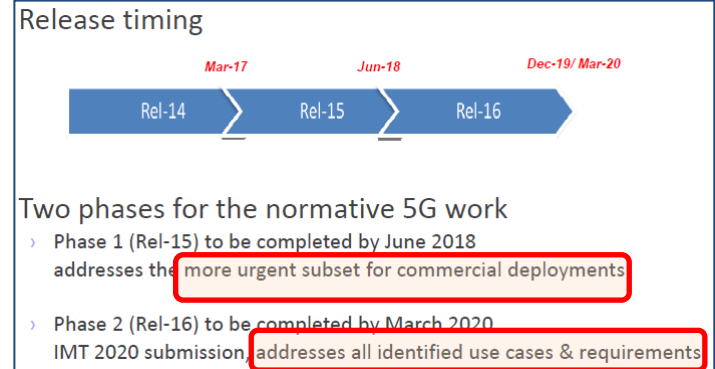 Release timing
Mar-17 Jun-18 Dec-19/ Mar-20
Rel-14 Rel-15 Rel-16
Two phases for the normative 5G work
› Phase 1 (Rel-15) to be completed by June 2018
addresses the more urgent subset for commercial deployments
› Phase 2 (Rel-16) to be completed by March 2020
IMT 2020 submission, addresses all identified use cases & requirements